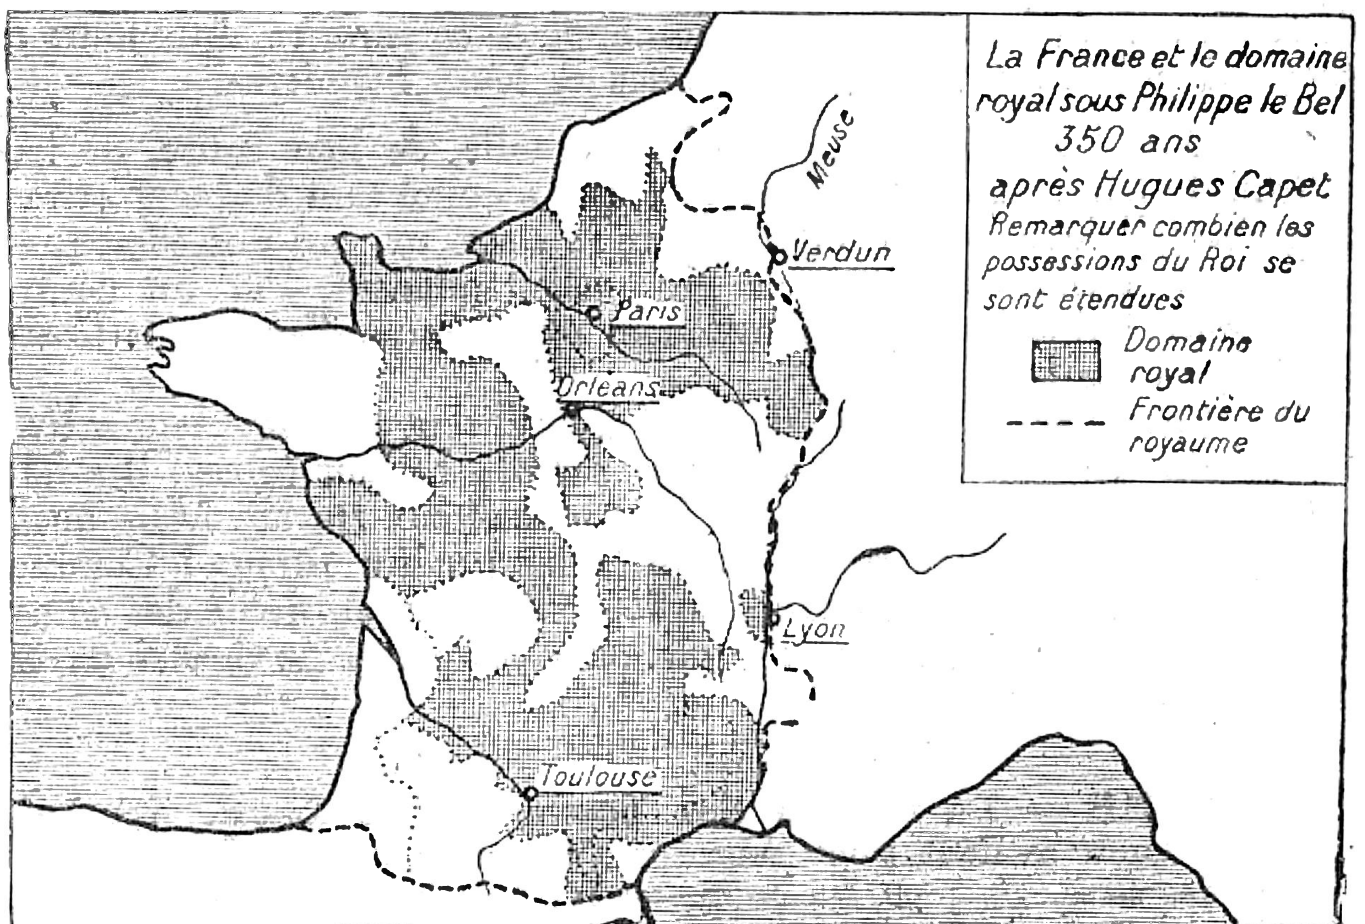 La France et le domaine
royal sous Philippe le Bel
350 ans
après Hugues Capet
Remarquer combien les
possessions du Roi se
sont étendues
Domaine
royal
Frontière du
royaume
Meuse
Verdun
Paris
Orléans
Lyon
Toulouse